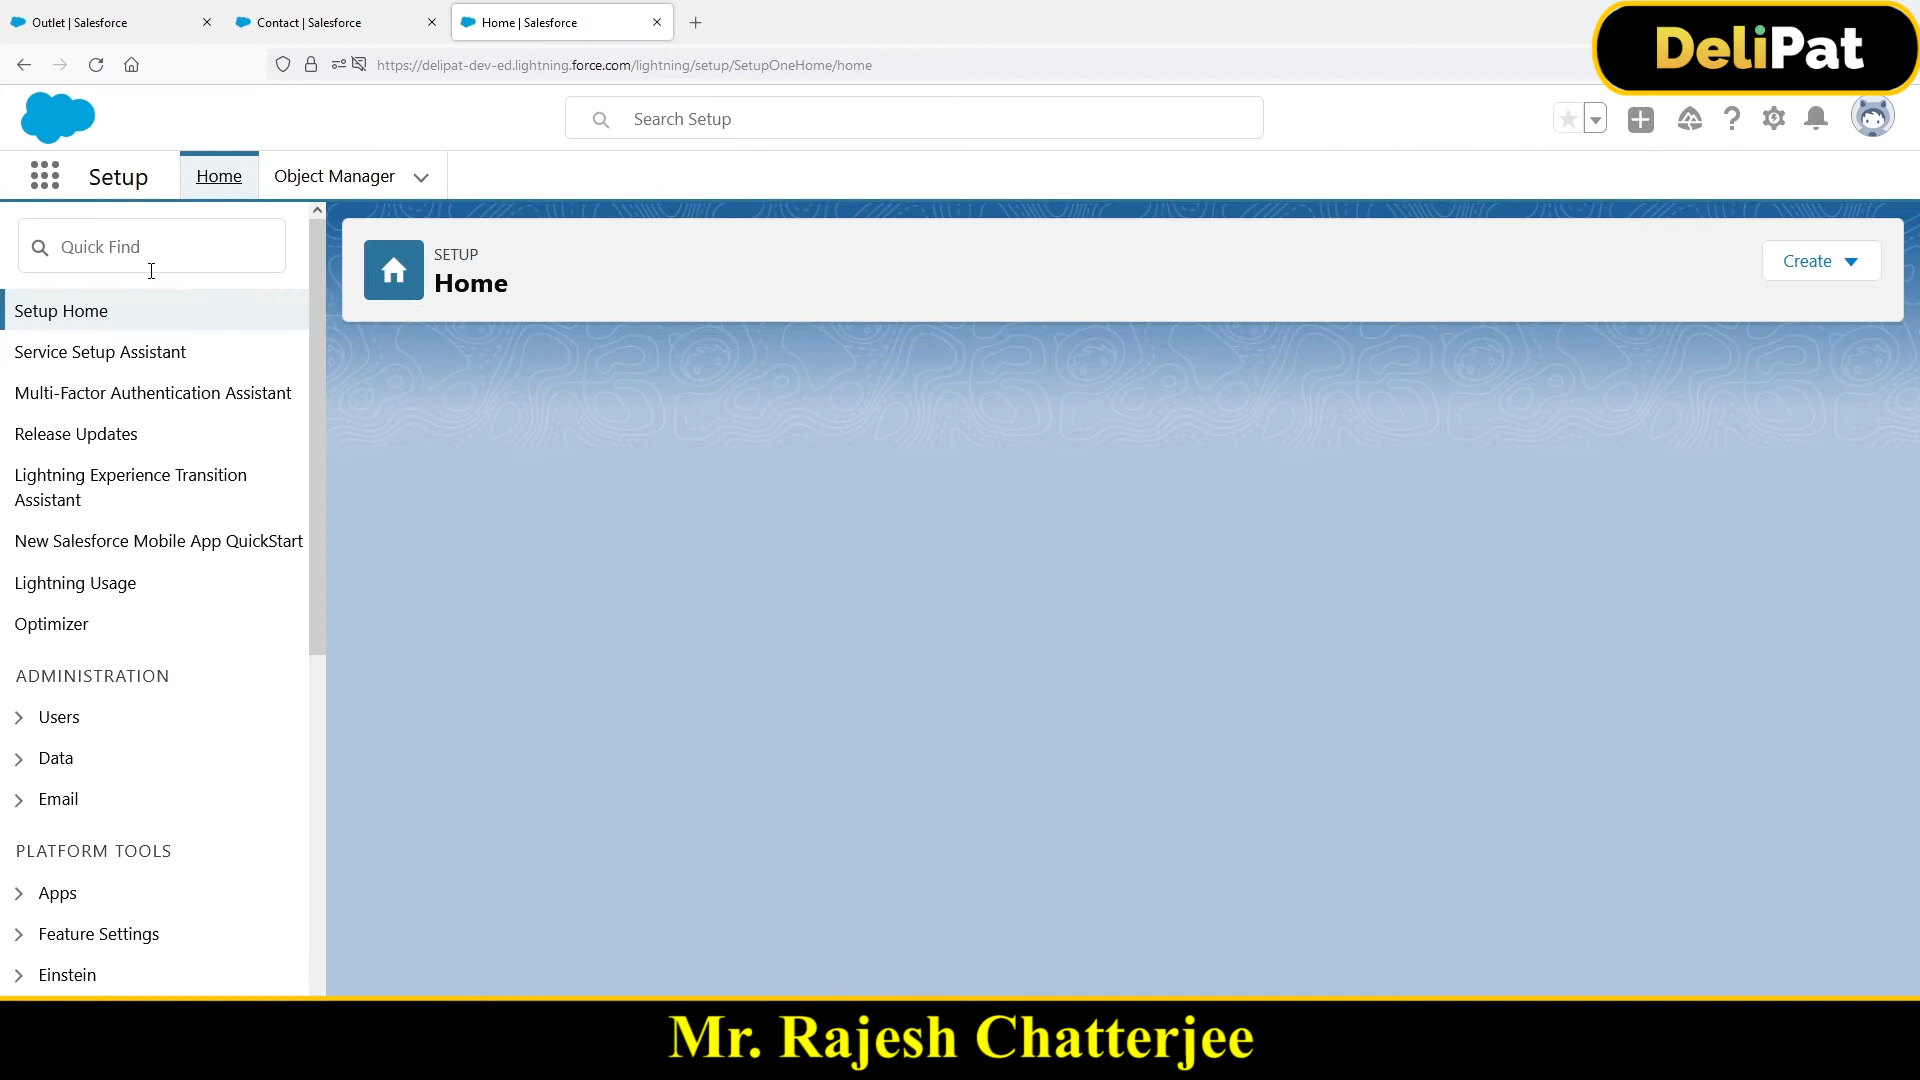 Outlet | Salesforce
Contact | Salesforce
Home | Salesforce
https://delipat-dev-ed.lightning.force.com/lightning/setup/SetupOneHome/home
DeliPat
Search Setup
Setup
Home
Object Manager
Quick Find
Setup Home
Service Setup Assistant
Multi-Factor Authentication Assistant
Release Updates
Lightning Experience Transition
Assistant
New Salesforce Mobile App QuickStart
Lightning Usage
Optimizer
ADMINISTRATION
Users
Data
Email
PLATFORM TOOLS
Apps
Feature Settings
Einstein
SETUP
Home
Create
Mr. Rajesh Chatterjee